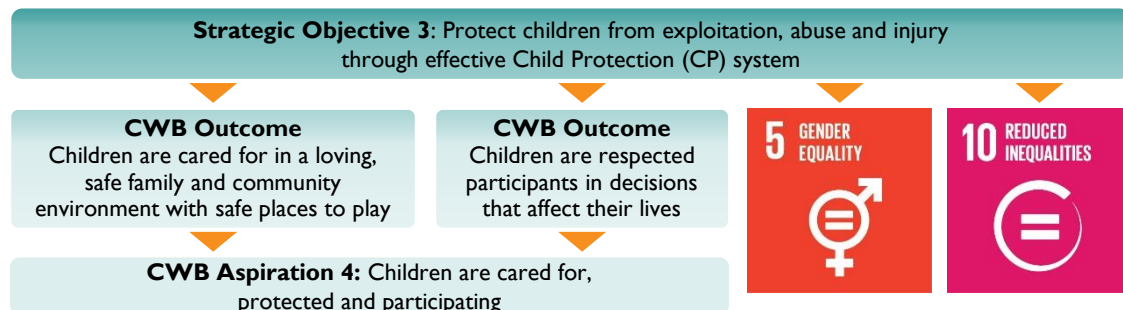 Strategic Objective 3: Protect children from exploitation, abuse and injury
through effective Child Protection (CP) system
CWB Outcome
Children are cared for in a loving,
safe family and community
environment with safe places to play
CWB Outcome
Children are respected
participants in decisions
that affect their lives
5 GENDER
EQUALITY
10 REDUCED
INEQUALITIES
CWB Aspiration 4: Children are cared for,
protected and participating